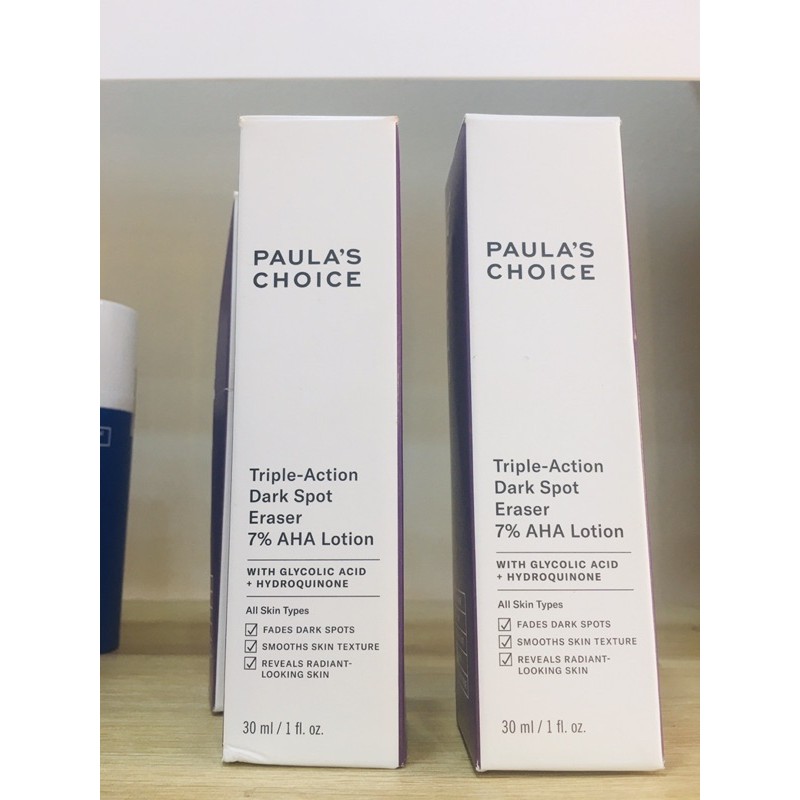 PAULA'S
CHOICE
Triple-Action
Dark Spot
Eraser
7% AHA Lotion
WITH GLYCOLIC ACID
+ HYDROQUINONE
All Skin Types
FADES DARK SPOTS
SMOOTHS SKIN TEXTURE
REVEALS RADIANT-
LOOKING SKIN
30 ml / 1 fl. oz.
PAULA'S
CHOICE
Triple-Action
Dark Spot
Eraser
7% AHA Lotion
WITH GLYCOLIC ACID
+ HYDROQUINONE
All Skin Types
FADES DARK SPOTS
SMOOTHS SKIN TEXTURE
REVEALS RADIANT-
LOOKING SKIN
30 ml / 1 fl. oz.